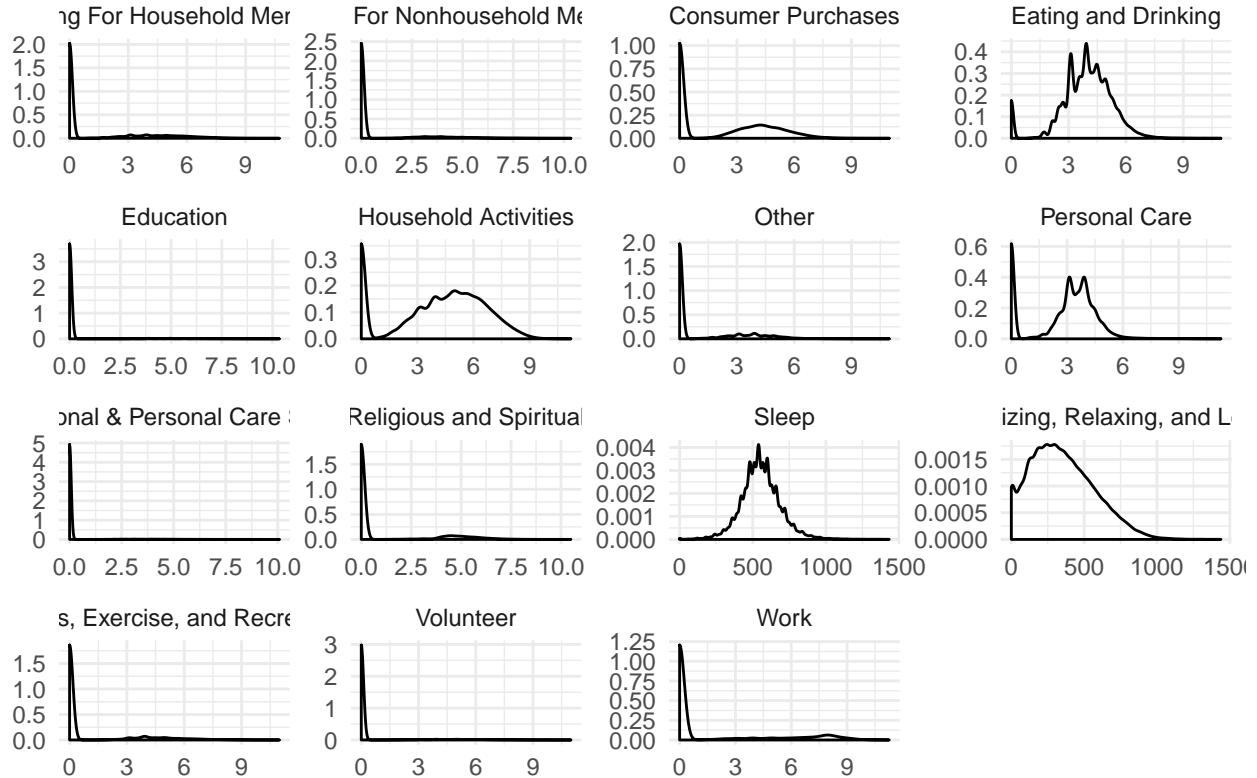 ng For Household Mer
For Nonhousehold Me
Consumer Purchases
Eating and Drinking
2.0
1.5
1.0
0.5
0.0
0 3 6 9
2.5
2.0
1.5
1.0
0.5
0.0
0.0 2.5 5.0 7.5 10.0
1.00
0.75
0.50
0.25
0.00
0 3 6 9
0.4
0.3
0.2
0.1
0.0
0 3 6 9
Education
Household Activities
Other
Personal Care
3
2
1
0
0.0 2.5 5.0 7.5 10.0
0.3
0.2
0.1
0.0
0 3 6 9
2.0
1.5
1.0
0.5
0.0
0 3 6 9
0.6
0.4
0.2
0.0
0 3 6 9
onal & Personal Care S
Religious and Spiritual
Sleep
izing, Relaxing, and Le
5
4
3
2
1
0
0.0 2.5 5.0 7.5 10.0
1.5
1.0
0.5
0.0
0.0 2.5 5.0 7.5 10.0
0.004
0.003
0.002
0.001
0.000
0 500 1000 1500
0.0015
0.0010
0.0005
0.0000
0 500 1000 1500
s, Exercise, and Recre
Volunteer
Work
1.5
1.0
0.5
0.0
0 3 6 9
3
2
1
0
0 3 6 9
1.25
1.00
0.75
0.50
0.25
0.00
0 3 6 9